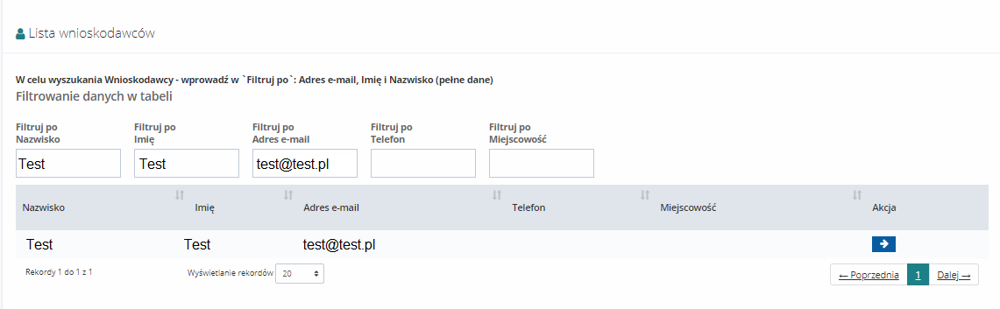 Lista wnioskodawców
W celu wyszukania Wnioskodawcy - wprowadź w `Filtruj po`: Adres e-mail, Imię i Nazwisko (pełne dane)
Filtrowanie danych w tabeli
Filtruj po Nazwisko
Filtruj po Imię
Filtruj po Adres e-mail
Filtruj po Telefon
Filtruj po Miejscowość
Test Test test@test.pl
Nazwisko Imię Adres e-mail Telefon Miejscowość Akcja
Test Test test@test.pl
Rekordy 1 do 1 z 1 Wyświetlanie rekordów 20 ← Poprzednia 1 Dalej →